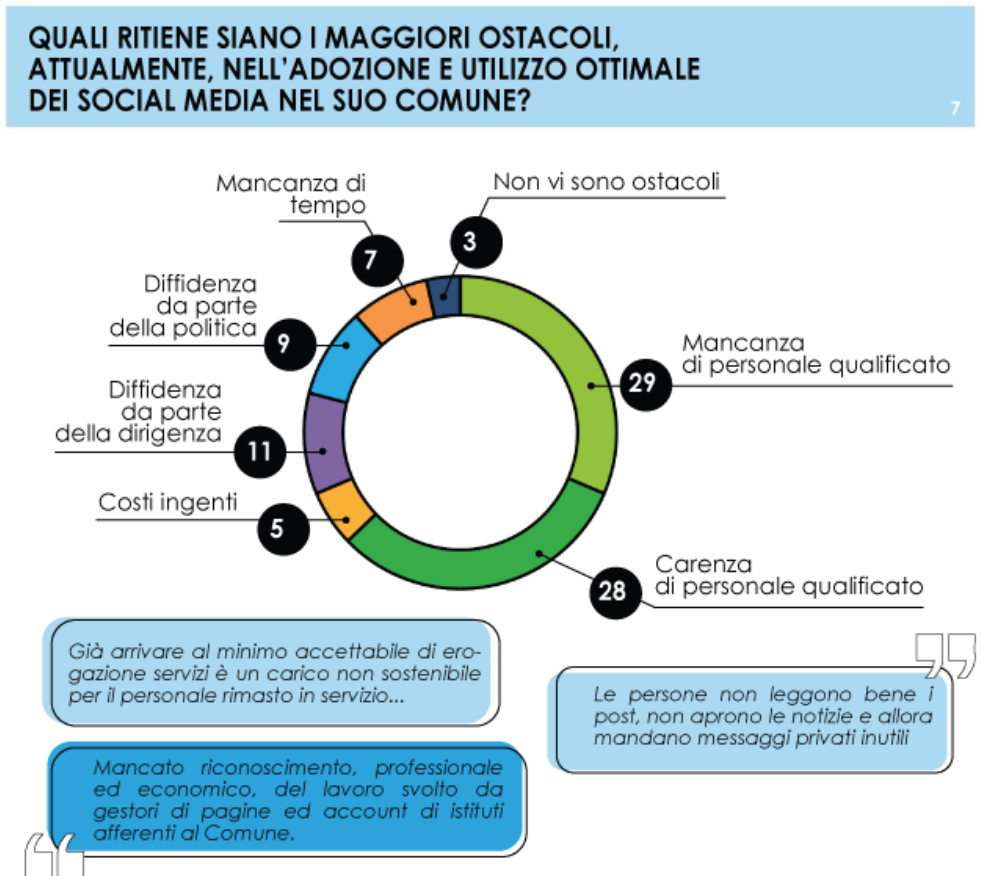 QUALI RITIENE SIANO I MAGGIORI OSTACOLI,
ATTUALMENTE, NELL'ADOZIONE E UTILIZZO OTTIMALE
DEI SOCIAL MEDIA NEL SUO COMUNE?
7
Mancanza di
tempo
7
Non vi sono ostacoli
3
Diffidenza
da parte
della politica
9
Mancanza
di personale qualificato
29
Diffidenza
da parte
della dirigenza
11
Costi ingenti
5
Carenza
di personale qualificato
28
Già arrivare al minimo accettabile di ero-
gazione servizi è un carico non sostenibile
per il personale rimasto in servizio...
Le persone non leggono bene i
post, non aprono le notizie e allora
mandano messaggi privati inutili
Mancato riconoscimento, professionale
ed economico, del lavoro svolto da
gestori di pagine ed account di istituti
afferenti al Comune.